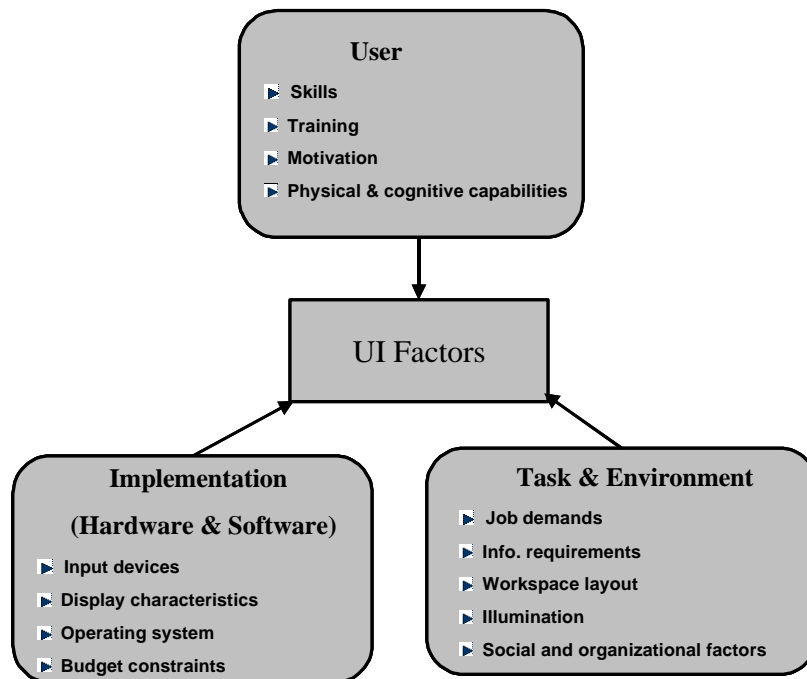 User
Skills
Training
Motivation
Physical & cognitive capabilities
UI Factors
Implementation
(Hardware & Software)
Input devices
Display characteristics
Operating system
Budget constraints
Task & Environment
Job demands
Info. requirements
Workspace layout
Illumination
Social and organizational factors